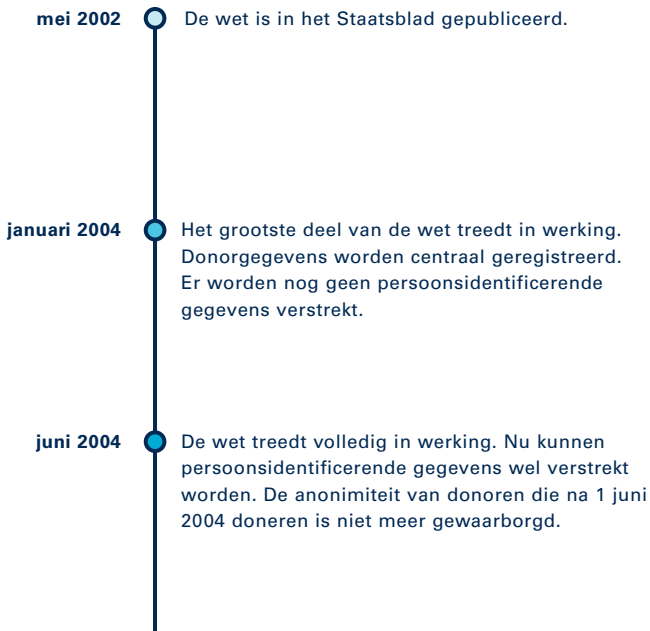 mei 2002 De wet is in het Staatsblad gepubliceerd.
januari 2004 Het grootste deel van de wet treedt in werking.
Donorgegevens worden centraal geregistreerd.
Er worden nog geen persoonsidentificerende
gegevens verstrekt.
juni 2004 De wet treedt volledig in werking. Nu kunnen
persoonsidentificerende gegevens wel verstrekt
worden. De anonimiteit van donoren die na 1 juni
2004 doneren is niet meer gewaarborgd.